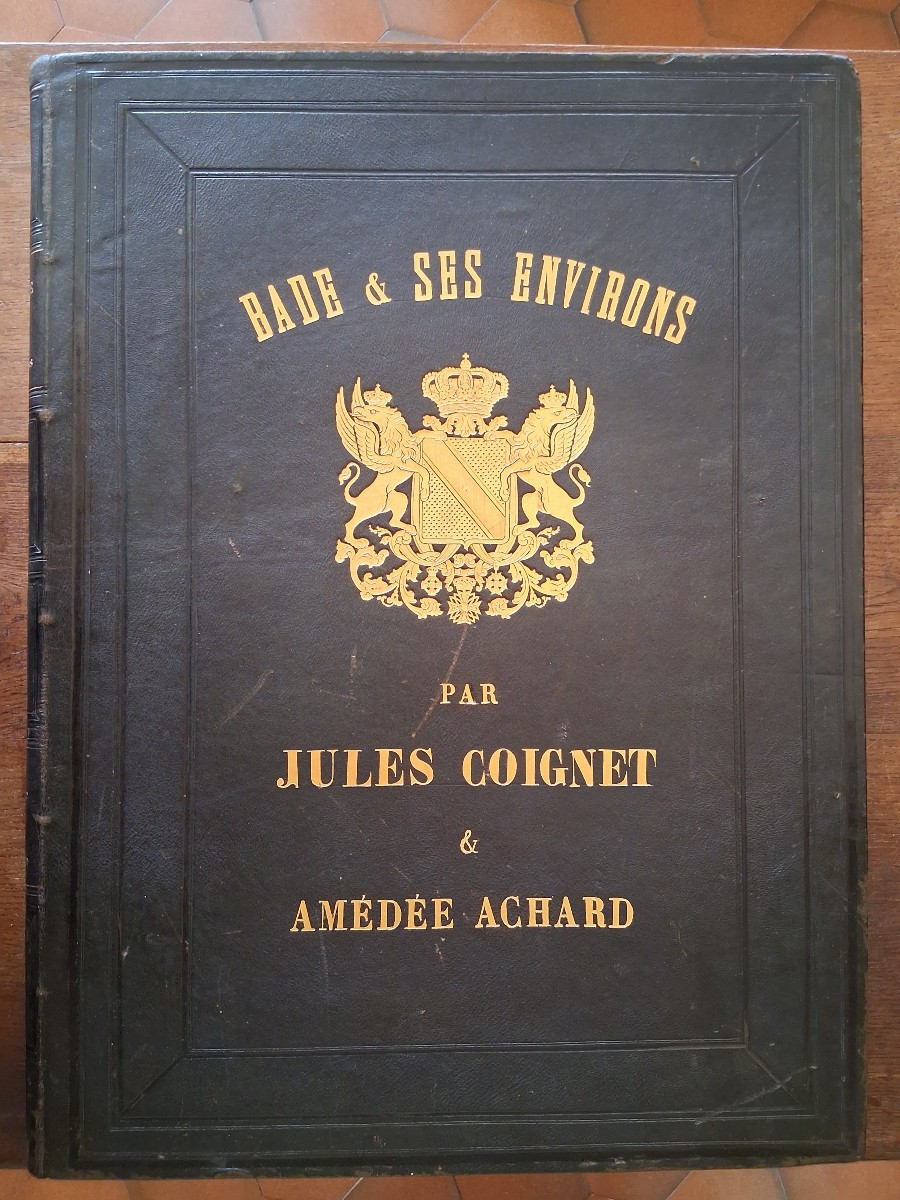 BADE & SES ENVIRONS
PAR
JULES COIGNET
&
AMÉDÉE ACHARD